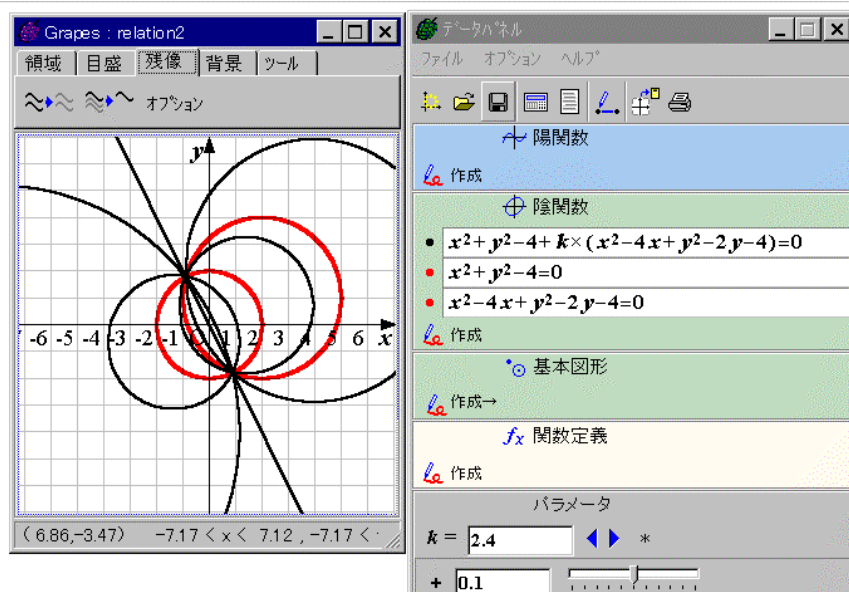 Grapes : relation2
領域 目盛 残像 背景 ツール
オプション
y
-6 -5 -4 -3 -2 -1 O 1 2 3 4 5 6 x
( 6.86,-3.47) -7.17 < x < 7.12 , -7.17 <
データパネル
ファイル オプション ヘルプ
陽関数
作成
陰関数
x²+y²-4+k×(x²-4x+y²-2y-4)=0
x²+y²-4=0
x²-4x+y²-2y-4=0
作成
基本図形
作成→
fx 関数定義
作成
パラメータ
k = 2.4 *
+ 0.1